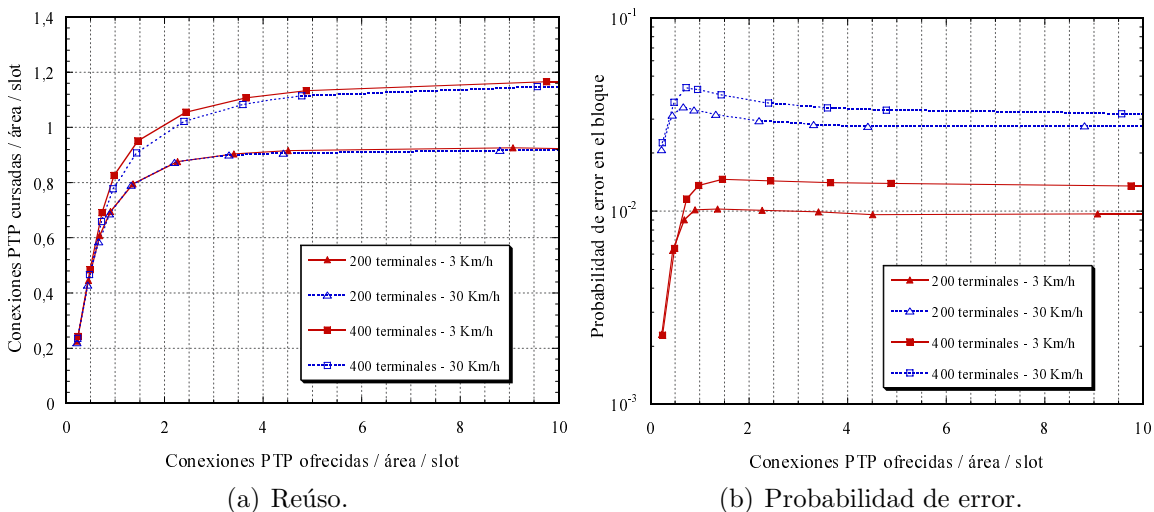 1,4
1,2
1
0,8
0,6
0,4
0,2
0
Conexiones PTP cursadas / área / slot
200 terminales - 3 Km/h
200 terminales - 30 Km/h
400 terminales - 3 Km/h
400 terminales - 30 Km/h
0 2 4 6 8 10
Conexiones PTP ofrecidas / área / slot
(a) Reúso.
10-1
10-2
10-3
Probabilidad de error en el bloque
200 terminales - 3 Km/h
200 terminales - 30 Km/h
400 terminales - 3 Km/h
400 terminales - 30 Km/h
0 2 4 6 8 10
Conexiones PTP ofrecidas / área / slot
(b) Probabilidad de error.